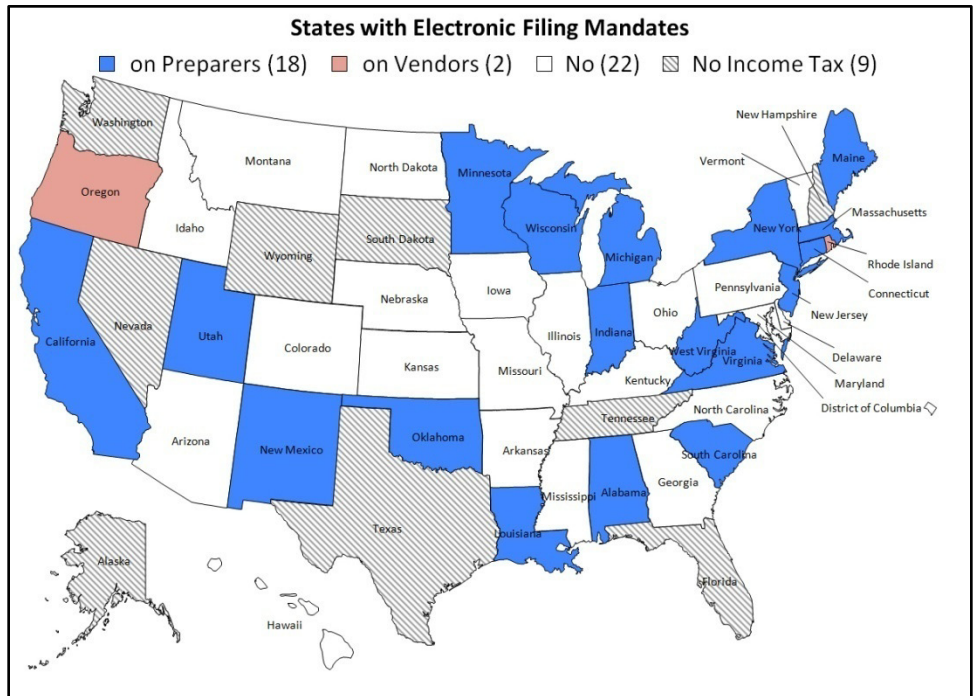 States with Electronic Filing Mandates
on Preparers (18) on Vendors (2) No (22) No Income Tax (9)
Washington
Oregon
Montana
Idaho
North Dakota
Minnesota
South Dakota
Wyoming
Wisconsin
Michigan
New Hampshire
Vermont
Maine
New York
Massachusetts
Rhode Island
Connecticut
Pennsylvania
New Jersey
Delaware
Maryland
District of Columbia
California
Nevada
Utah
Colorado
Nebraska
Iowa
Kansas
Missouri
Illinois
Indiana
Ohio
West Virginia
Virginia
Kentucky
Tennessee
North Carolina
South Carolina
Arizona
New Mexico
Oklahoma
Arkansas
Texas
Louisiana
Mississippi
Alabama
Georgia
Florida
Alaska
Hawaii